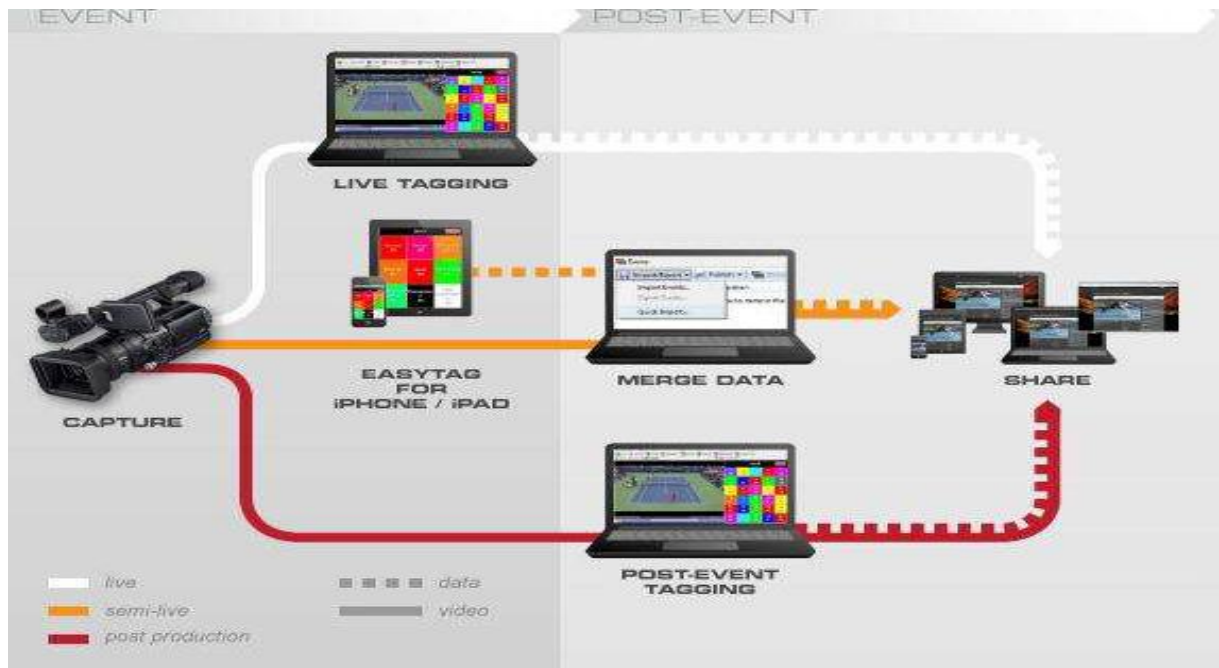 EVENT
POST-EVENT
LIVE TAGGING
EASYTAG
FOR
iPHONE / iPAD
MERGE DATA
SHARE
CAPTURE
POST-EVENT
TAGGING
live
data
semi-live
video
post production